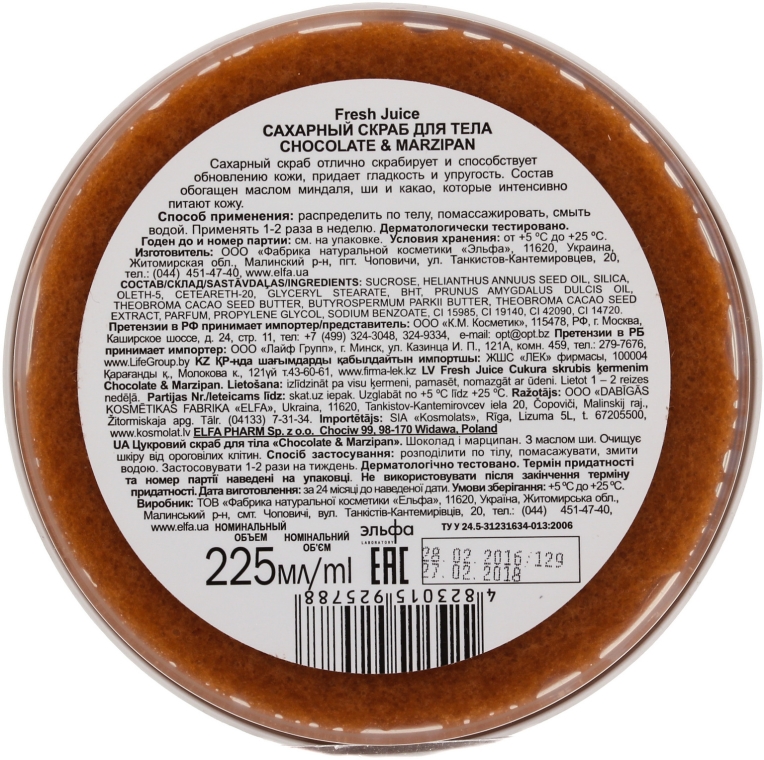 Fresh Juice
САХАРНЫЙ СКРАБ ДЛЯ ТЕЛА
CHOCOLATE & MARZIPAN
Сахарный скраб отлично скрабирует и способствует
обновлению кожи, придает гладкость и упругость. Состав
обогащен маслом миндаля, ши и какао, которые интенсивно
питают кожу.
Способ применения: распределить по телу, помассажировать, смыть
водой. Применять 1-2 раза в неделю. Дерматологически тестировано.
Годен до и номер партии: см. на упаковке. Условия хранения: от +5 ºС до +25 ºС.
Изготовитель: ООО «Фабрика натуральной косметики «Эльфа», 11620, Украина,
Житомирская обл., Малинский р-н, пгт. Чоповичи, ул. Танкистов-Кантемировцев, 20,
тел.: (044) 451-47-40, www.elfa.ua
СОСТАВ/СКЛАД/SASTĀVDAĻAS/INGREDIENTS: SUCROSE, HELIANTHUS ANNUUS SEED OIL, SILICA,
OLETH-5, CETEARETH-20, GLYCERYL STEARATE, BHT, PRUNUS AMYGDALUS DULCIS OIL,
THEOBROMA CACAO SEED BUTTER, BUTYROSPERMUM PARKII BUTTER, THEOBROMA CACAO SEED
EXTRACT, PARFUM, PROPYLENE GLYCOL, SODIUM BENZOATE, CI 15985, CI 19140, CI 42090, CI 14720.
Претензии в РФ принимает импортер/представитель: ООО «К.М. Косметик», 115478, РФ, г. Москва,
Каширское шоссе, 24, стр. 11, тел: +7 (499) 324-3048, 324-9334, e-mail: opt@opt.bz Претензии в РБ
принимает импортер: ООО «Лайф Групп», г. Минск, ул. Казинца И. П., 121А, комн. 459, тел.: 279-7676,
www.LifeGroup.by KZ ҚР-нда шағымдарды қабылдайтын импортшы: ЖШС «ЛЕК» фирмасы, 100004
Қарағанды қ., Молокова к., 121үй т.43-60-61, www.firma-lek.kz LV Fresh Juice Cukura skrubis ķermenim
Chocolate & Marzipan. Lietošana: izlīdzināt pa visu ķermeni, pamasēt, nomazgāt ar ūdeni. Lietot 1 – 2 reizes
nedēļā. Partijas Nr./ieteicams līdz: skat.uz iepak. Uzglabāt no +5 ºС līdz +25 ºС. Ražotājs: OOO «DABĪGĀS
KOSMĒTIKAS FABRIKA «ELFA», Ukraina, 11620, Tankistov-Kantemirovcev iela 20, Čopoviči, Malinskij raj.,
Žitormiskaja apg. Tālr. (04133) 7-31-34. Importētājs: SIA «Kosmolats», Rīga, Lizuma 5L, t. 67205500,
www.kosmolat.lv ELFA PHARM Sp. z o.o. Chociw 99, 98-170 Widawa, Poland
UA Цукровий скраб для тіла «Chocolate & Marzipan». Шоколад і марципан. З маслом ши. Очищує
шкіру від ороговілих клітин. Спосіб застосування: розподілити по тілу, помасажувати, змити
водою. Застосовувати 1-2 рази на тиждень. Дерматологічно тестовано. Термін придатності
та номер партії наведені на упаковці. Не використовувати після закінчення терміну
придатності. Дата виготовлення: за 24 місяці до наведеної дати. Умови зберігання: +5 ºС до +25 ºС.
Виробник: ТОВ «Фабрика натуральної косметики «Ельфа», 11620, Україна, Житомирська обл.,
Малинський р-н, смт. Чоповичі, вул. Танкістів-Кантемирівців, 20, тел.: (044) 451-47-40,
www.elfa.ua НОМИНАЛЬНЫЙ ОБЪЕМ НОМІНАЛЬНИЙ ОБ'ЄМ
эльфа
LABORATORY
ТУ У 24.5-31231634-013:2006
225мл/ml
EAC
28.02.2016/129
27.02.2018
4823015925788